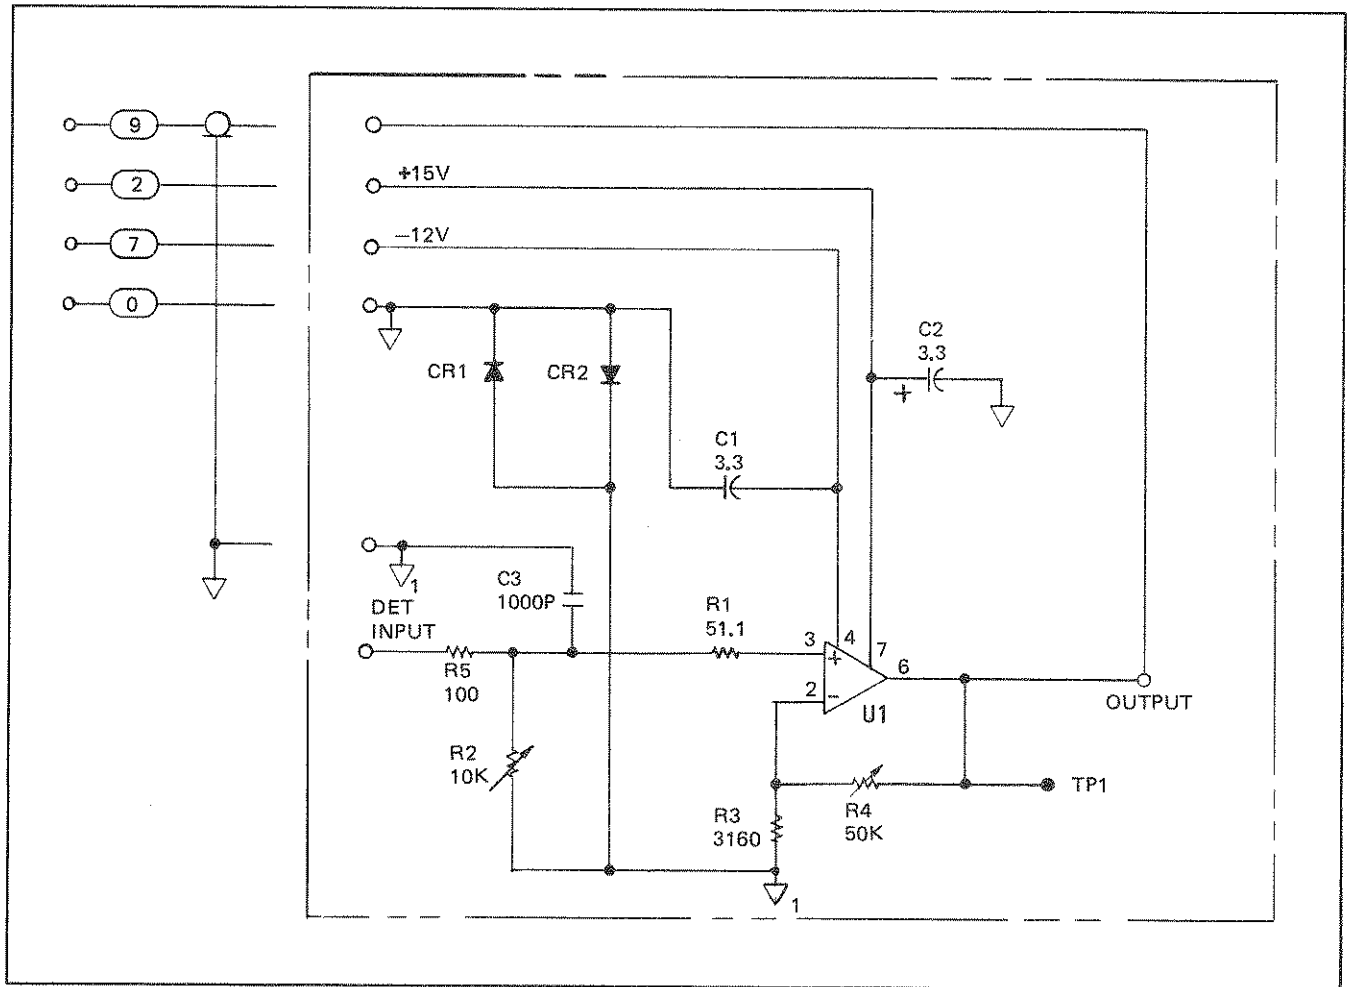 9
2
+15V
7
−12V
0
C2
3.3
+
CR1
CR2
C1
3.3
1
C3
1000P
DET
INPUT
R1
51.1
3
4
7
+
6
R5
100
2
−
U1
OUTPUT
R2
10K
TP1
R3
3160
R4
50K
1